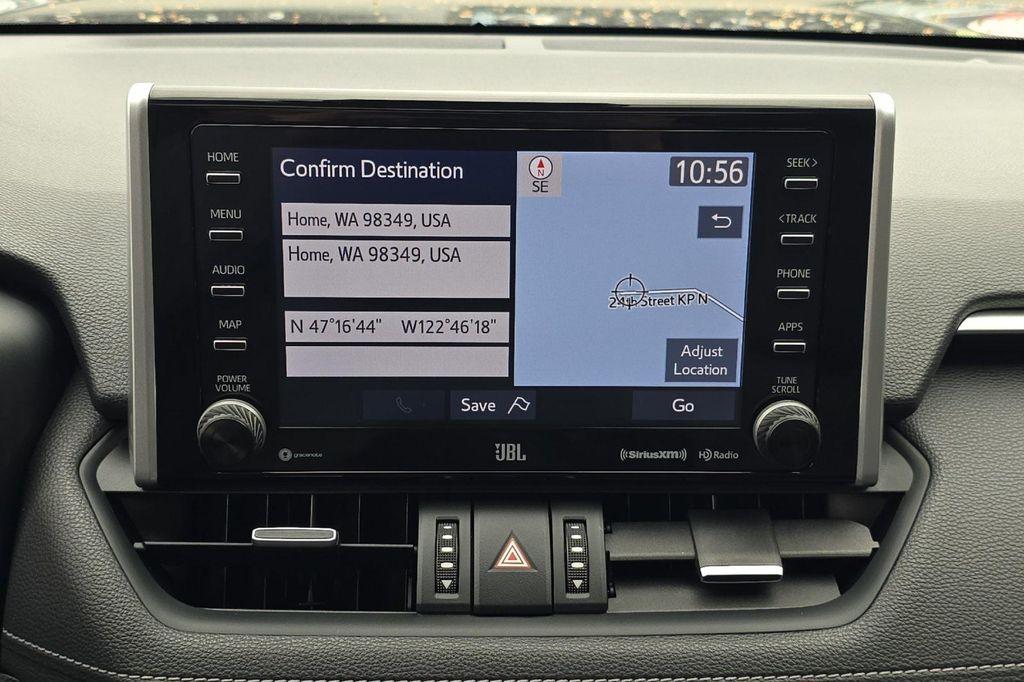 HOME
MENU
AUDIO
MAP
POWER
VOLUME
Confirm Destination
Home, WA 98349, USA
Home, WA 98349, USA
N 47°16'44" W122°46'18"
Save
N
SE
10:56
24th Street KP N
Adjust
Location
Go
SEEK>
<TRACK
PHONE
APPS
TUNE
SCROLL
gracenote
JBL
((SiriusXM))
HD Radio